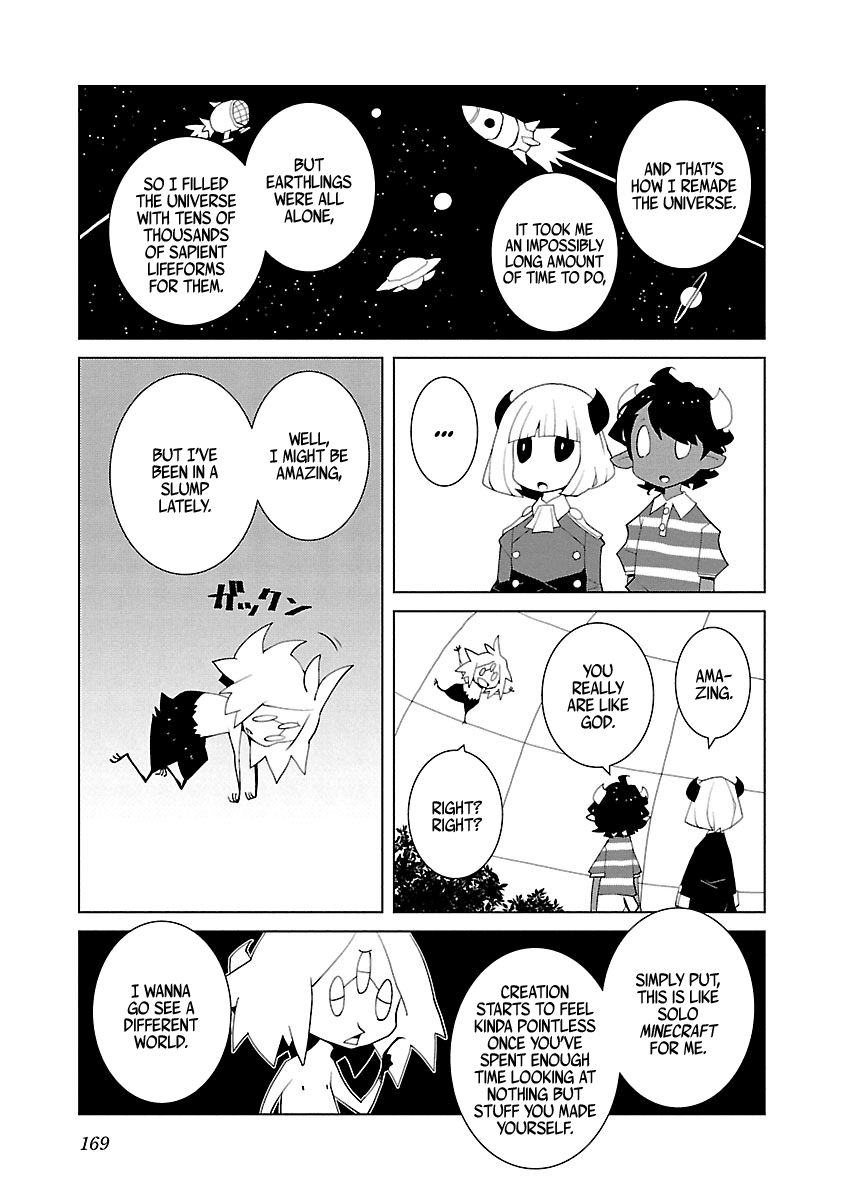 AND THAT'S
HOW I REMADE
THE UNIVERSE.
IT TOOK ME
AN IMPOSSIBLY
LONG AMOUNT
OF TIME TO DO,
BUT
EARTHLINGS
WERE ALL
ALONE,
SO I FILLED
THE UNIVERSE
WITH TENS OF
THOUSANDS
OF SAPIENT
LIFEFORMS
FOR THEM.
...
AMA-
ZING.
YOU
REALLY
ARE LIKE
GOD.
RIGHT?
RIGHT?
WELL,
I MIGHT BE
AMAZING,
BUT I'VE
BEEN IN A
SLUMP
LATELY.
ガックン
SIMPLY PUT,
THIS IS LIKE
SOLO
MINECRAFT
FOR ME.
CREATION
STARTS TO FEEL
KINDA POINTLESS
ONCE YOU'VE
SPENT ENOUGH
TIME LOOKING AT
NOTHING BUT
STUFF YOU MADE
YOURSELF.
I WANNA
GO SEE A
DIFFERENT
WORLD.
169